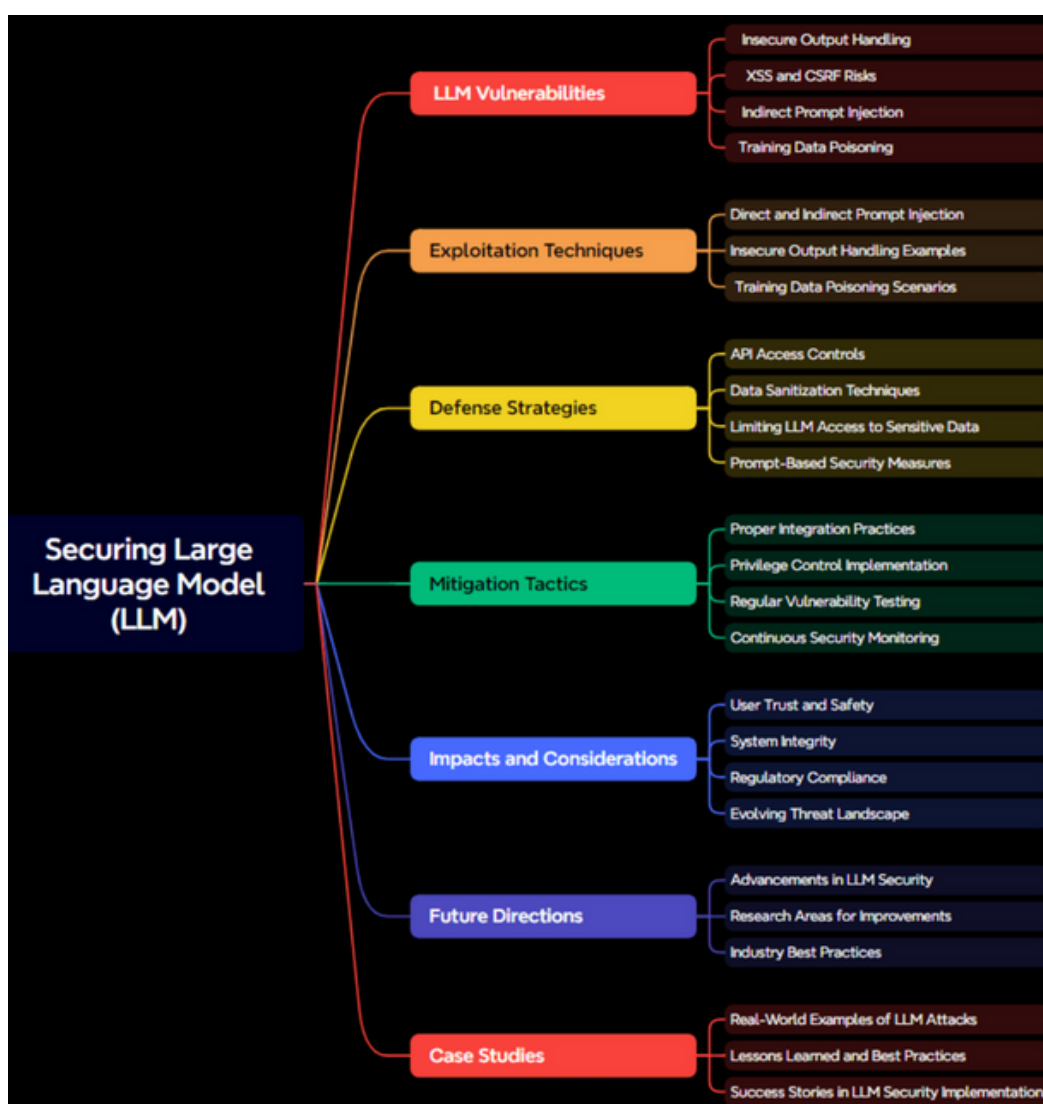 Securing Large
Language Model
(LLM)
LLM Vulnerabilities
Insecure Output Handling
XSS and CSRF Risks
Indirect Prompt Injection
Training Data Poisoning
Exploitation Techniques
Direct and Indirect Prompt Injection
Insecure Output Handling Examples
Training Data Poisoning Scenarios
Defense Strategies
API Access Controls
Data Sanitization Techniques
Limiting LLM Access to Sensitive Data
Prompt-Based Security Measures
Mitigation Tactics
Proper Integration Practices
Privilege Control Implementation
Regular Vulnerability Testing
Continuous Security Monitoring
Impacts and Considerations
User Trust and Safety
System Integrity
Regulatory Compliance
Evolving Threat Landscape
Future Directions
Advancements in LLM Security
Research Areas for Improvements
Industry Best Practices
Case Studies
Real-World Examples of LLM Attacks
Lessons Learned and Best Practices
Success Stories in LLM Security Implementation